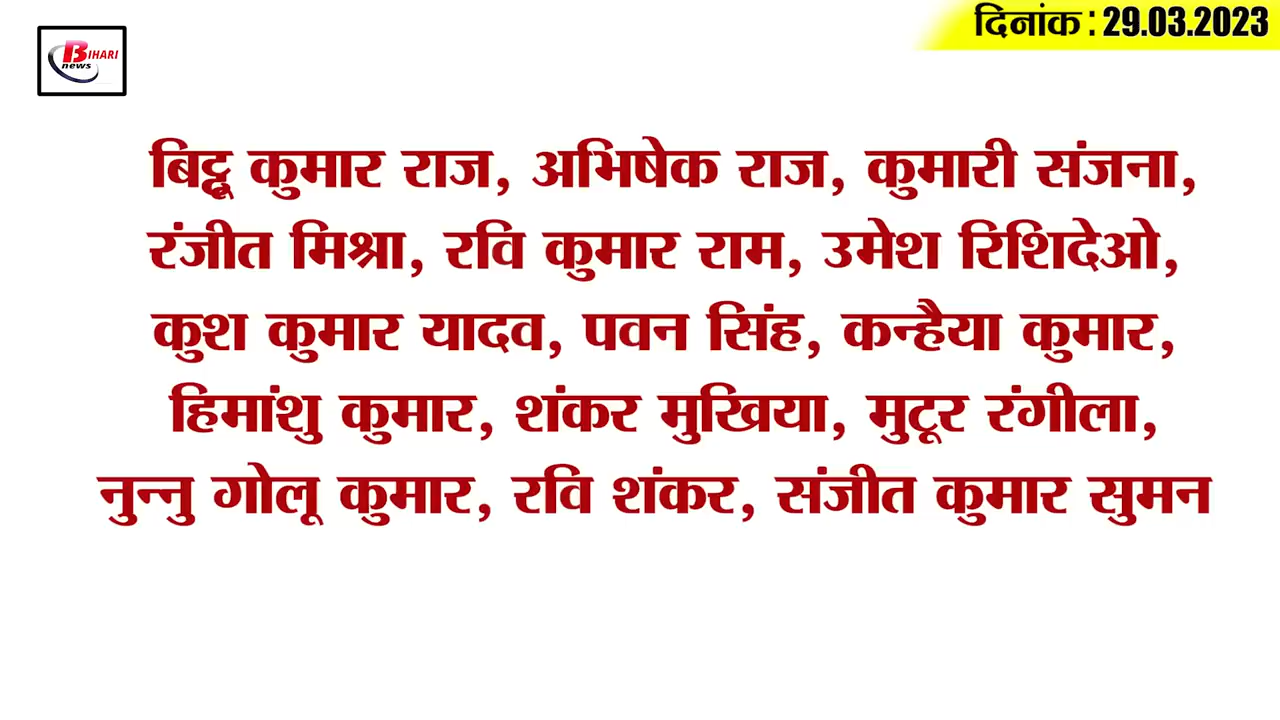 BIHARI
news
दिनांक : 29.03.2023
बिट्टू कुमार राज, अभिषेक राज, कुमारी संजना,
रंजीत मिश्रा, रवि कुमार राम, उमेश रिशिदेओ,
कुश कुमार यादव, पवन सिंह, कन्हैया कुमार,
हिमांशु कुमार, शंकर मुखिया, मुटूर रंगीला,
नुन्नु गोलू कुमार, रवि शंकर, संजीत कुमार सुमन